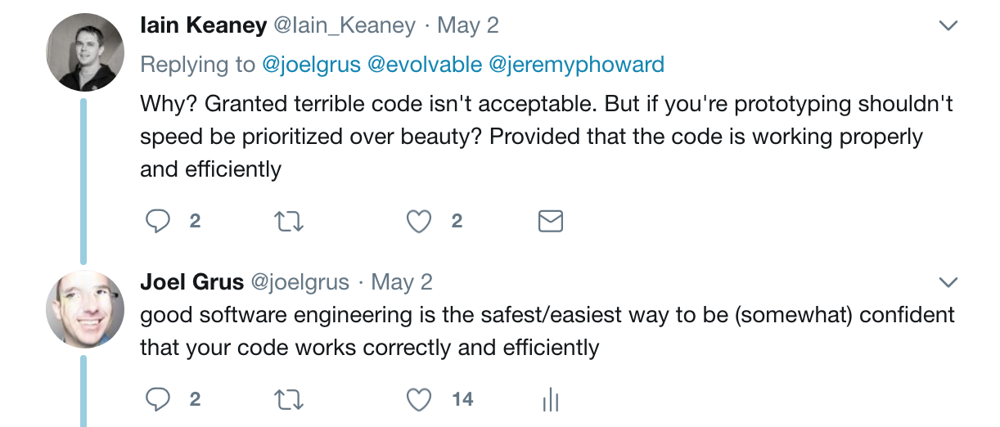 Iain Keaney @Iain_Keaney · May 2
Replying to @joelgrus @evolvable @jeremyphoward
Why? Granted terrible code isn't acceptable. But if you're prototyping shouldn't
speed be prioritized over beauty? Provided that the code is working properly
and efficiently
2 2
Joel Grus @joelgrus · May 2
good software engineering is the safest/easiest way to be (somewhat) confident
that your code works correctly and efficiently
2 14